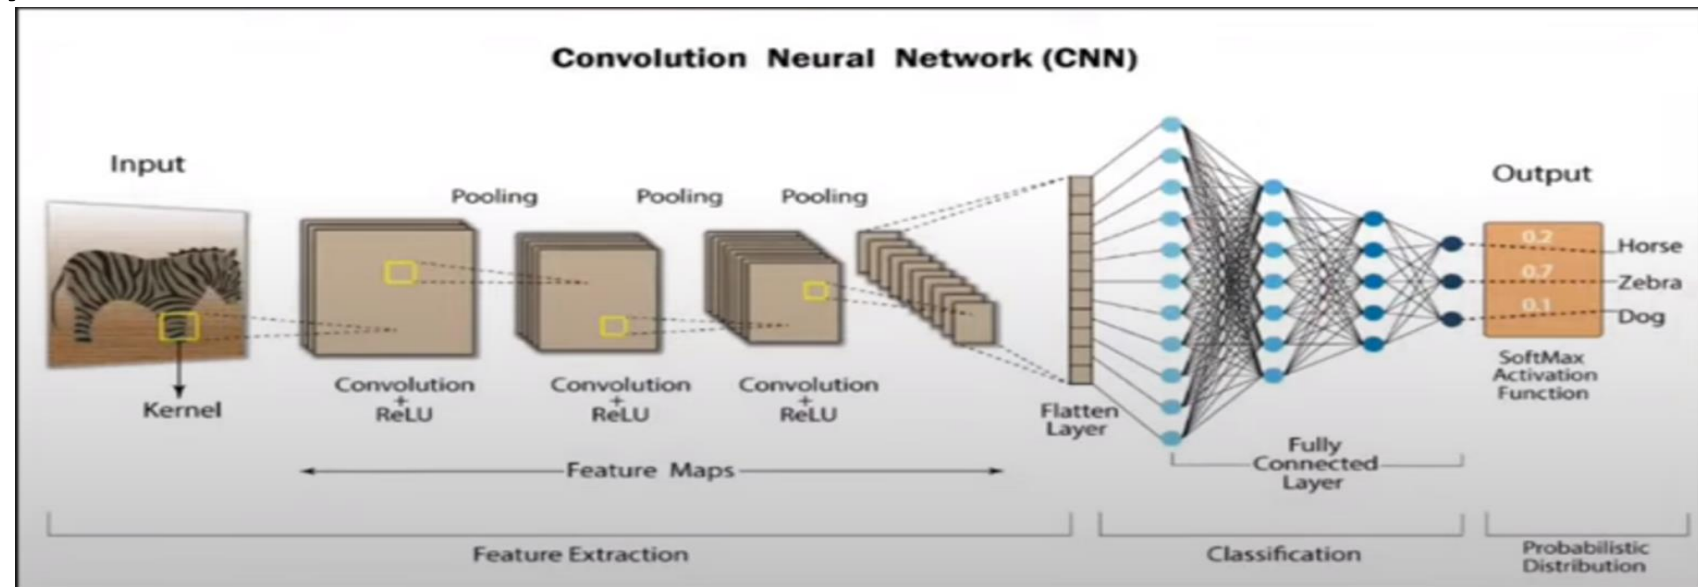 Convolution Neural Network (CNN)
Input
Pooling
Pooling
Pooling
Output
0.2
Horse
0.7
Zebra
0.1
Dog
Kernel
Convolution
+
ReLU
Convolution
+
ReLU
Convolution
+
ReLU
Flatten
Layer
SoftMax
Activation
Function
Fully
Connected
Layer
Feature Maps
Feature Extraction
Classification
Probabilistic
Distribution